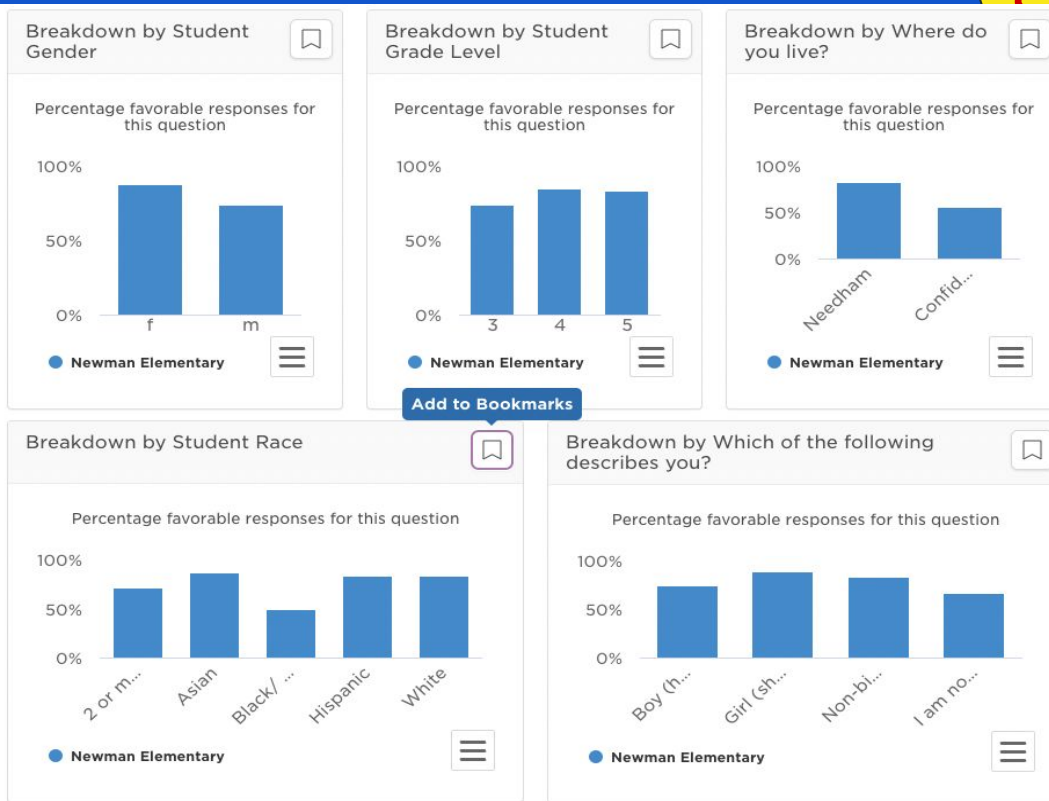 Breakdown by Student
Gender
Percentage favorable responses for
this question
100%
50%
0%
f
m
Newman Elementary
Breakdown by Student
Grade Level
Percentage favorable responses for
this question
100%
50%
0%
3
4
5
Newman Elementary
Breakdown by Where do
you live?
Percentage favorable responses for
this question
100%
50%
0%
Needham
Confid...
Newman Elementary
Add to Bookmarks
Breakdown by Student Race
Percentage favorable responses for this question
100%
50%
0%
2 or m...
Asian
Black/ ...
Hispanic
White
Newman Elementary
Breakdown by Which of the following
describes you?
Percentage favorable responses for this question
100%
50%
0%
Boy (h...
Girl (sh...
Non-bi...
I am no...
Newman Elementary